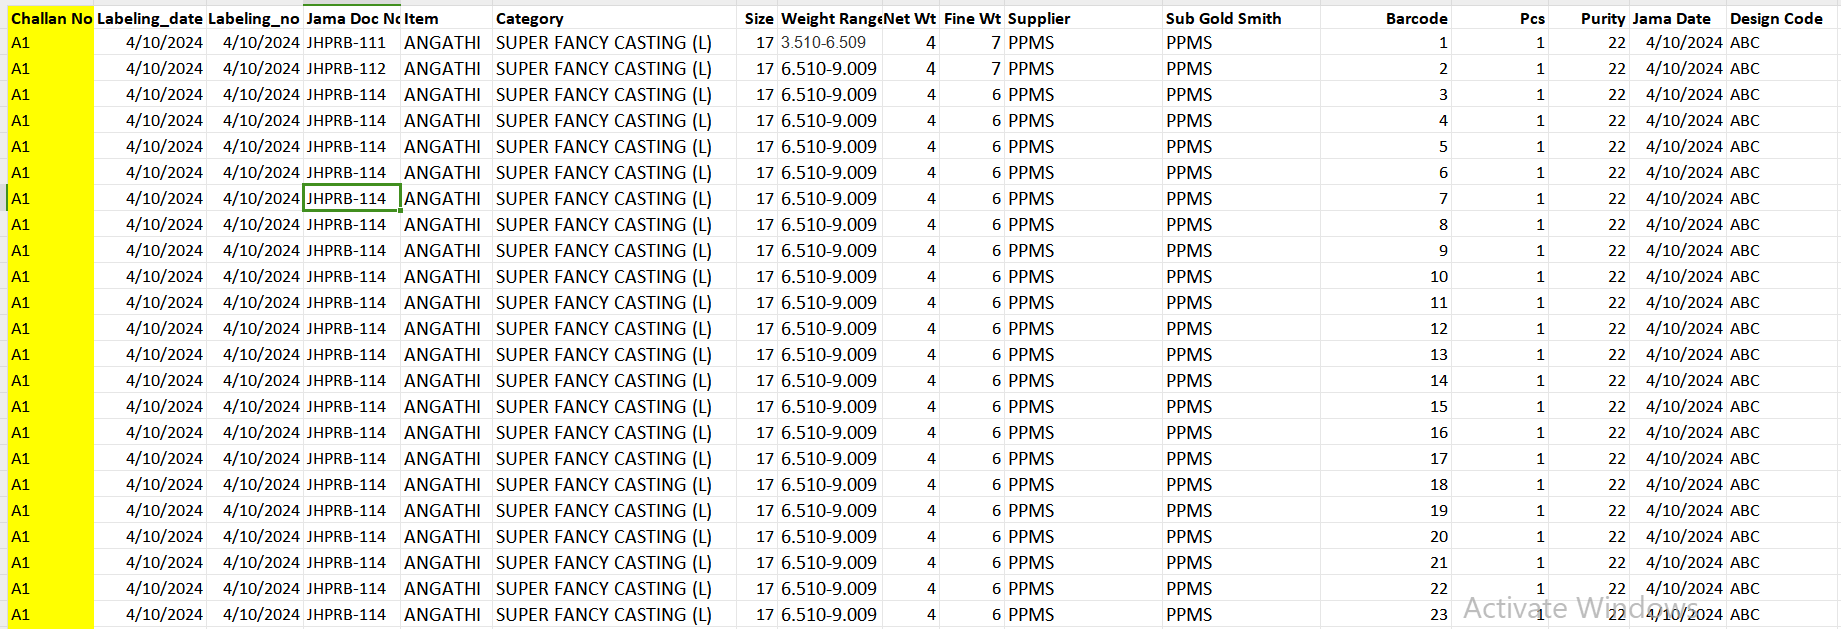 Challan No Labeling_date Labeling_no Jama Doc No Item Category Size Weight Range Net Wt Fine Wt Supplier Sub Gold Smith Barcode Pcs Purity Jama Date Design Code
A1 4/10/2024 4/10/2024 JHPRB-111 ANGATHI SUPER FANCY CASTING (L) 17 3.510-6.509 4 7 PPMS PPMS 1 1 22 4/10/2024 ABC
A1 4/10/2024 4/10/2024 JHPRB-112 ANGATHI SUPER FANCY CASTING (L) 17 6.510-9.009 4 7 PPMS PPMS 2 1 22 4/10/2024 ABC
A1 4/10/2024 4/10/2024 JHPRB-114 ANGATHI SUPER FANCY CASTING (L) 17 6.510-9.009 4 6 PPMS PPMS 3 1 22 4/10/2024 ABC
A1 4/10/2024 4/10/2024 JHPRB-114 ANGATHI SUPER FANCY CASTING (L) 17 6.510-9.009 4 6 PPMS PPMS 4 1 22 4/10/2024 ABC
A1 4/10/2024 4/10/2024 JHPRB-114 ANGATHI SUPER FANCY CASTING (L) 17 6.510-9.009 4 6 PPMS PPMS 5 1 22 4/10/2024 ABC
A1 4/10/2024 4/10/2024 JHPRB-114 ANGATHI SUPER FANCY CASTING (L) 17 6.510-9.009 4 6 PPMS PPMS 6 1 22 4/10/2024 ABC
A1 4/10/2024 4/10/2024 JHPRB-114 ANGATHI SUPER FANCY CASTING (L) 17 6.510-9.009 4 6 PPMS PPMS 7 1 22 4/10/2024 ABC
A1 4/10/2024 4/10/2024 JHPRB-114 ANGATHI SUPER FANCY CASTING (L) 17 6.510-9.009 4 6 PPMS PPMS 8 1 22 4/10/2024 ABC
A1 4/10/2024 4/10/2024 JHPRB-114 ANGATHI SUPER FANCY CASTING (L) 17 6.510-9.009 4 6 PPMS PPMS 9 1 22 4/10/2024 ABC
A1 4/10/2024 4/10/2024 JHPRB-114 ANGATHI SUPER FANCY CASTING (L) 17 6.510-9.009 4 6 PPMS PPMS 10 1 22 4/10/2024 ABC
A1 4/10/2024 4/10/2024 JHPRB-114 ANGATHI SUPER FANCY CASTING (L) 17 6.510-9.009 4 6 PPMS PPMS 11 1 22 4/10/2024 ABC
A1 4/10/2024 4/10/2024 JHPRB-114 ANGATHI SUPER FANCY CASTING (L) 17 6.510-9.009 4 6 PPMS PPMS 12 1 22 4/10/2024 ABC
A1 4/10/2024 4/10/2024 JHPRB-114 ANGATHI SUPER FANCY CASTING (L) 17 6.510-9.009 4 6 PPMS PPMS 13 1 22 4/10/2024 ABC
A1 4/10/2024 4/10/2024 JHPRB-114 ANGATHI SUPER FANCY CASTING (L) 17 6.510-9.009 4 6 PPMS PPMS 14 1 22 4/10/2024 ABC
A1 4/10/2024 4/10/2024 JHPRB-114 ANGATHI SUPER FANCY CASTING (L) 17 6.510-9.009 4 6 PPMS PPMS 15 1 22 4/10/2024 ABC
A1 4/10/2024 4/10/2024 JHPRB-114 ANGATHI SUPER FANCY CASTING (L) 17 6.510-9.009 4 6 PPMS PPMS 16 1 22 4/10/2024 ABC
A1 4/10/2024 4/10/2024 JHPRB-114 ANGATHI SUPER FANCY CASTING (L) 17 6.510-9.009 4 6 PPMS PPMS 17 1 22 4/10/2024 ABC
A1 4/10/2024 4/10/2024 JHPRB-114 ANGATHI SUPER FANCY CASTING (L) 17 6.510-9.009 4 6 PPMS PPMS 18 1 22 4/10/2024 ABC
A1 4/10/2024 4/10/2024 JHPRB-114 ANGATHI SUPER FANCY CASTING (L) 17 6.510-9.009 4 6 PPMS PPMS 19 1 22 4/10/2024 ABC
A1 4/10/2024 4/10/2024 JHPRB-114 ANGATHI SUPER FANCY CASTING (L) 17 6.510-9.009 4 6 PPMS PPMS 20 1 22 4/10/2024 ABC
A1 4/10/2024 4/10/2024 JHPRB-114 ANGATHI SUPER FANCY CASTING (L) 17 6.510-9.009 4 6 PPMS PPMS 21 1 22 4/10/2024 ABC
A1 4/10/2024 4/10/2024 JHPRB-114 ANGATHI SUPER FANCY CASTING (L) 17 6.510-9.009 4 6 PPMS PPMS 22 1 22 4/10/2024 ABC
A1 4/10/2024 4/10/2024 JHPRB-114 ANGATHI SUPER FANCY CASTING (L) 17 6.510-9.009 4 6 PPMS PPMS 23 1 22 4/10/2024 ABC
Activate Windows